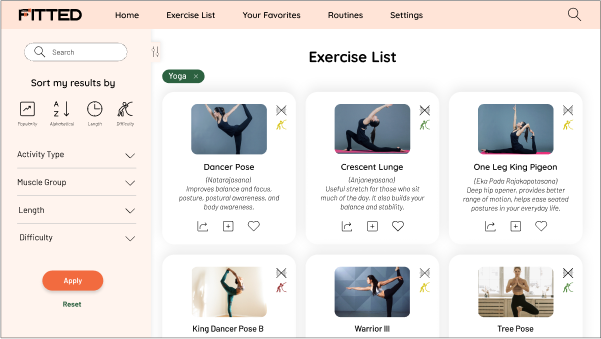 FITTED
Home
Exercise List
Your Favorites
Routines
Settings
Search
Sort my results by
Popularity
Alphabetical
Length
Difficulty
Activity Type
Muscle Group
Length
Difficulty
Apply
Reset
Exercise List
Yoga ×
Dancer Pose
(Natarajasana)
Improves balance and focus,
posture, postural awareness, and
body awareness.
Crescent Lunge
(Anjaneyasana)
Useful stretch for those who sit
much of the day. It also builds your
balance and stability.
One Leg King Pigeon
(Eka Pada Rajakapotasana)
Deep hip opener, provides better
range of motion, helps ease seated
postures in your everyday life.
King Dancer Pose B
Warrior III
Tree Pose